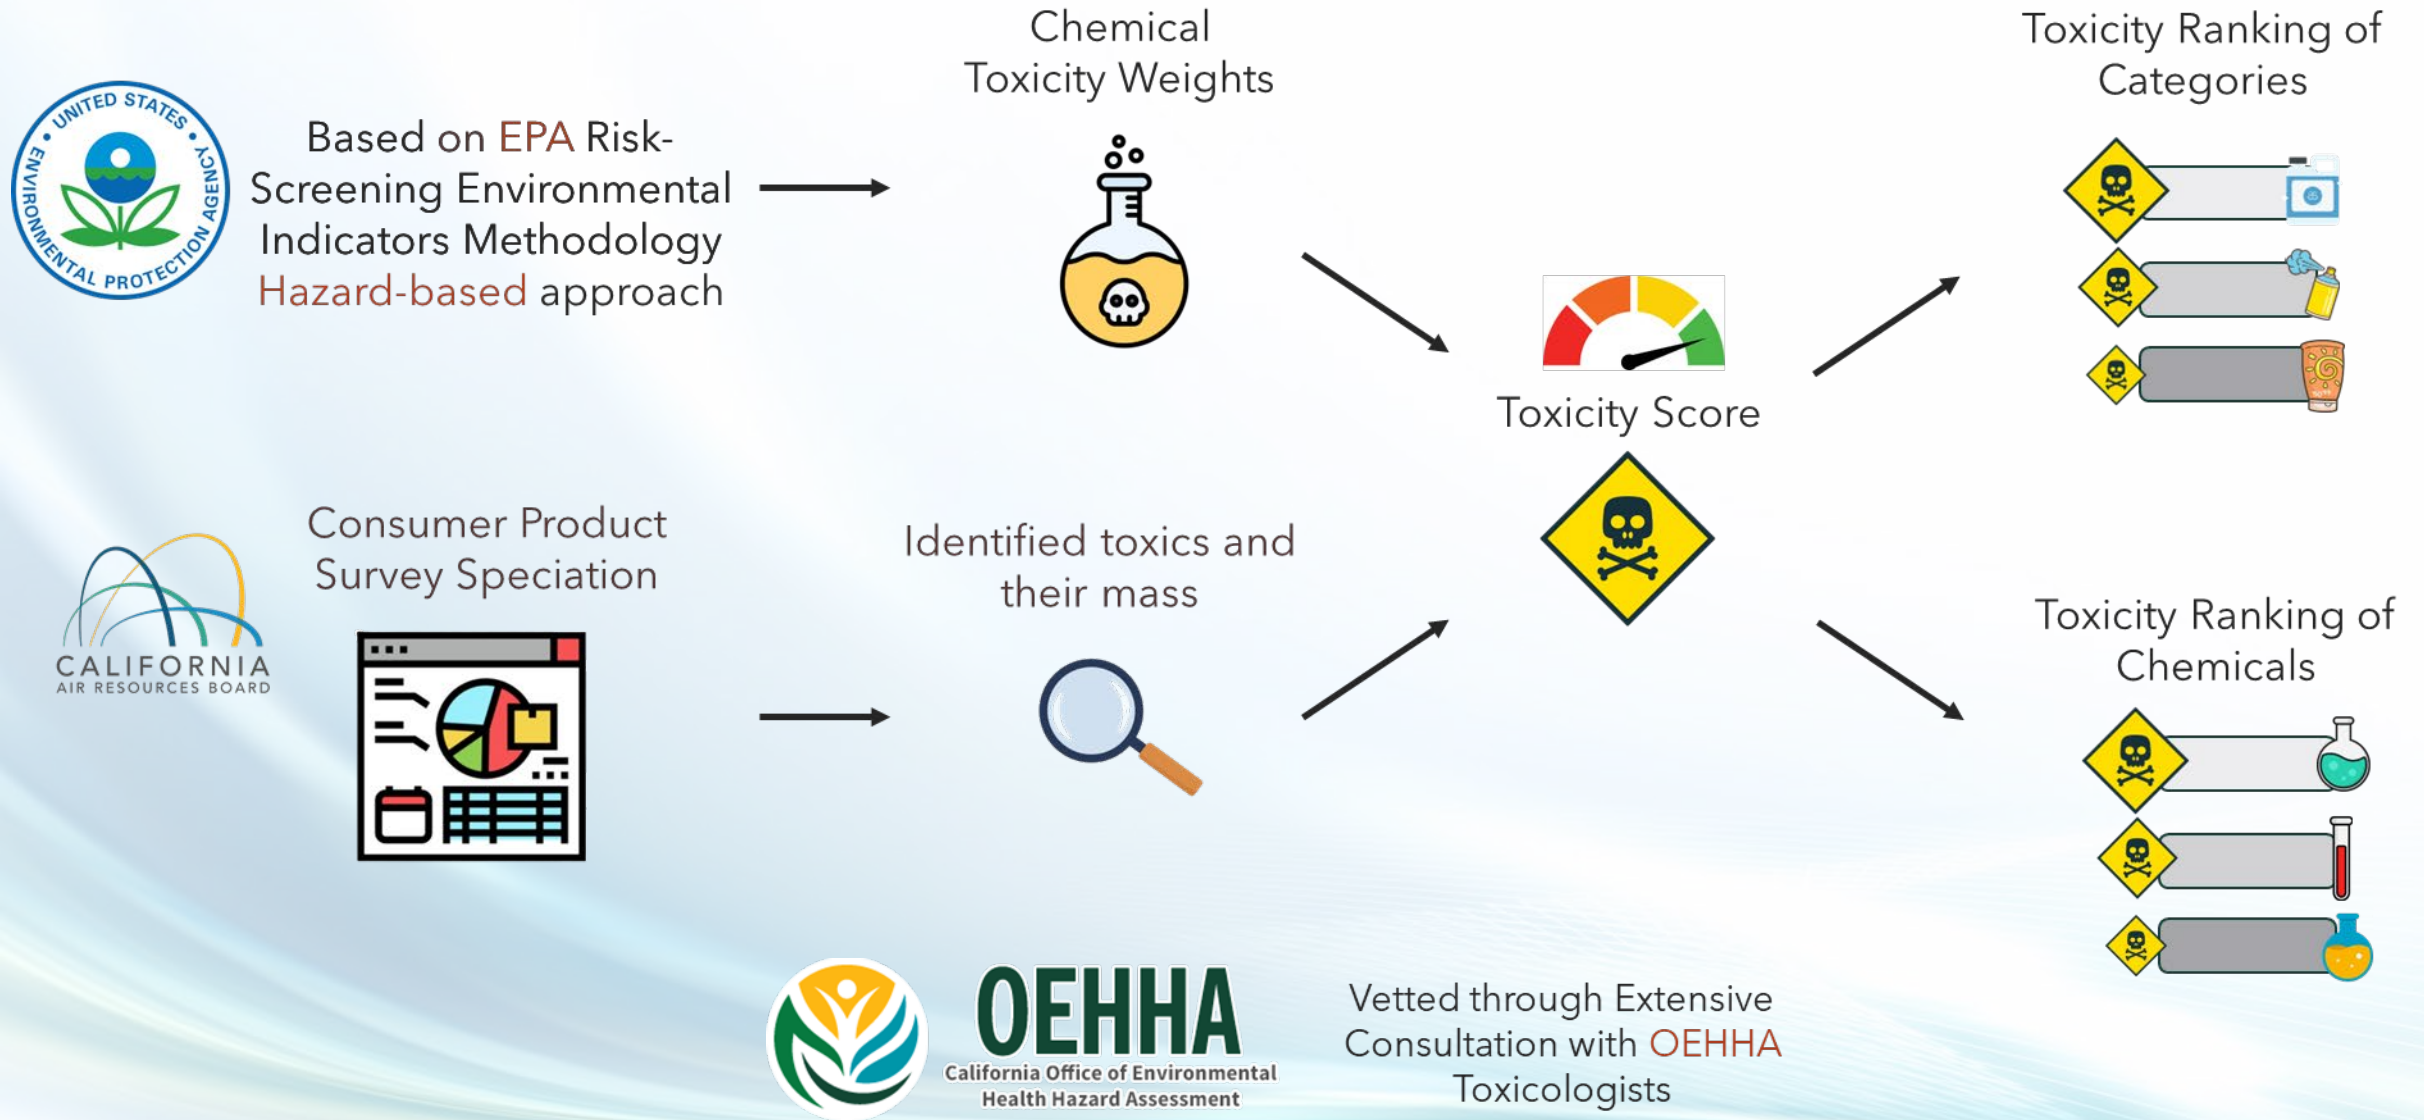 UNITED STATES
ENVIRONMENTAL PROTECTION AGENCY
Based on EPA Risk-
Screening Environmental
Indicators Methodology
Hazard-based approach
Chemical
Toxicity Weights
Toxicity Ranking of
Categories
Toxicity Score
CALIFORNIA
AIR RESOURCES BOARD
Consumer Product
Survey Speciation
Identified toxics and
their mass
Toxicity Ranking of
Chemicals
OEHHA
California Office of Environmental
Health Hazard Assessment
Vetted through Extensive
Consultation with OEHHA
Toxicologists